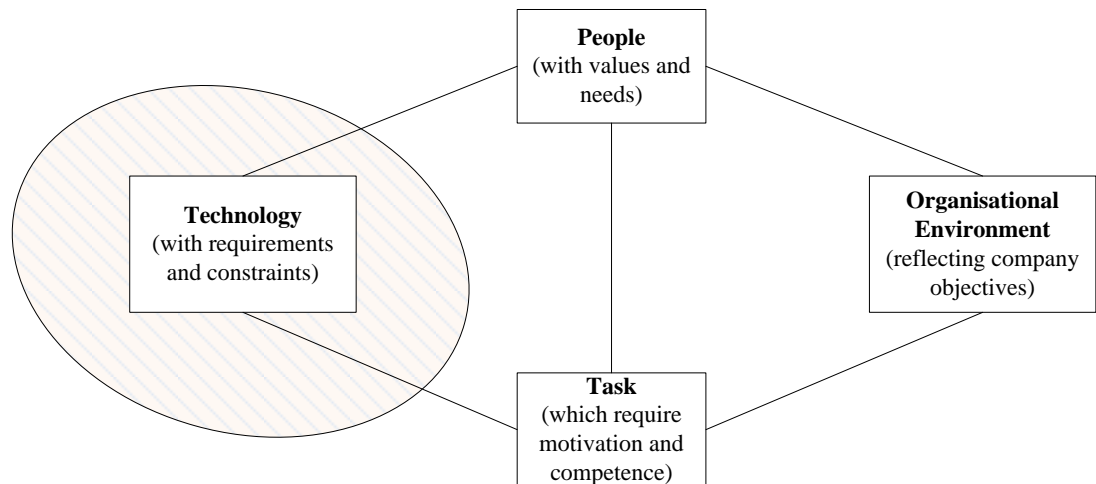 People
(with values and
needs)
Technology
(with requirements
and constraints)
Organisational
Environment
(reflecting company
objectives)
Task
(which require
motivation and
competence)